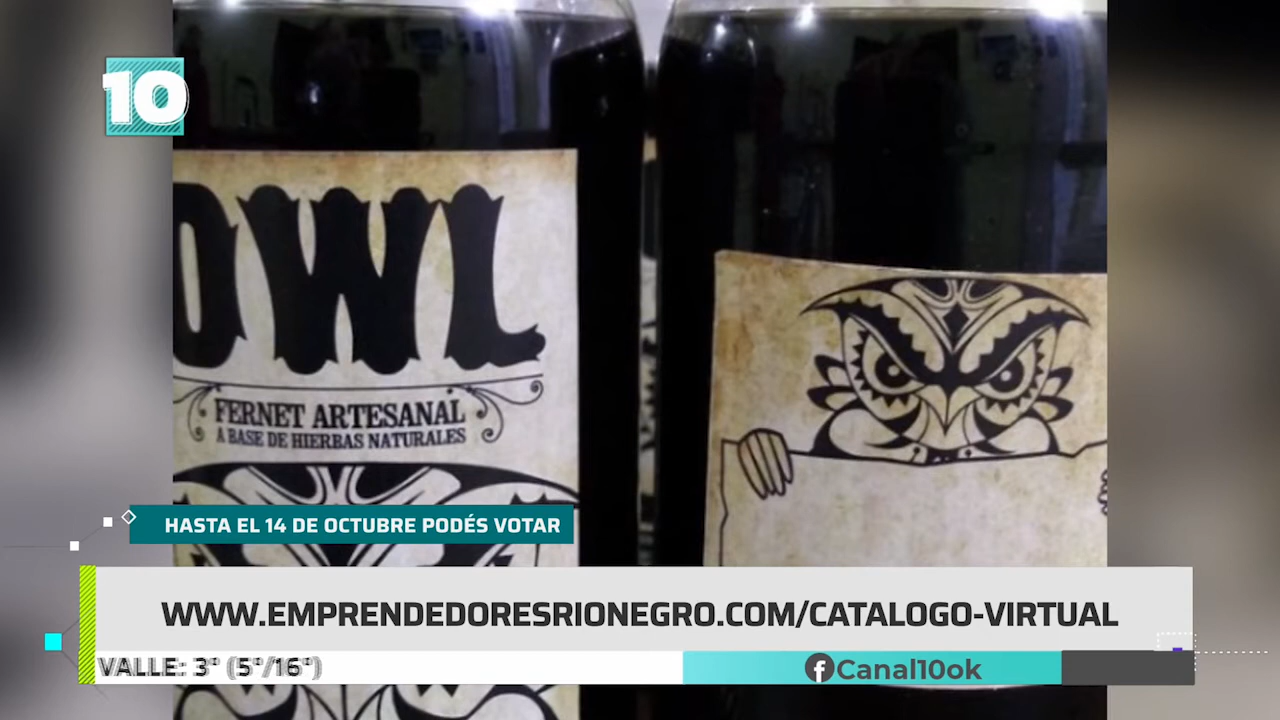 10
OWL
FERNET ARTESANAL
A BASE DE HIERBAS NATURALES
HASTA EL 14 DE OCTUBRE PODÉS VOTAR
WWW.EMPRENDEDORESRIONEGRO.COM/CATALOGO-VIRTUAL
VALLE: 3° (5°/16°)
Canal10ok